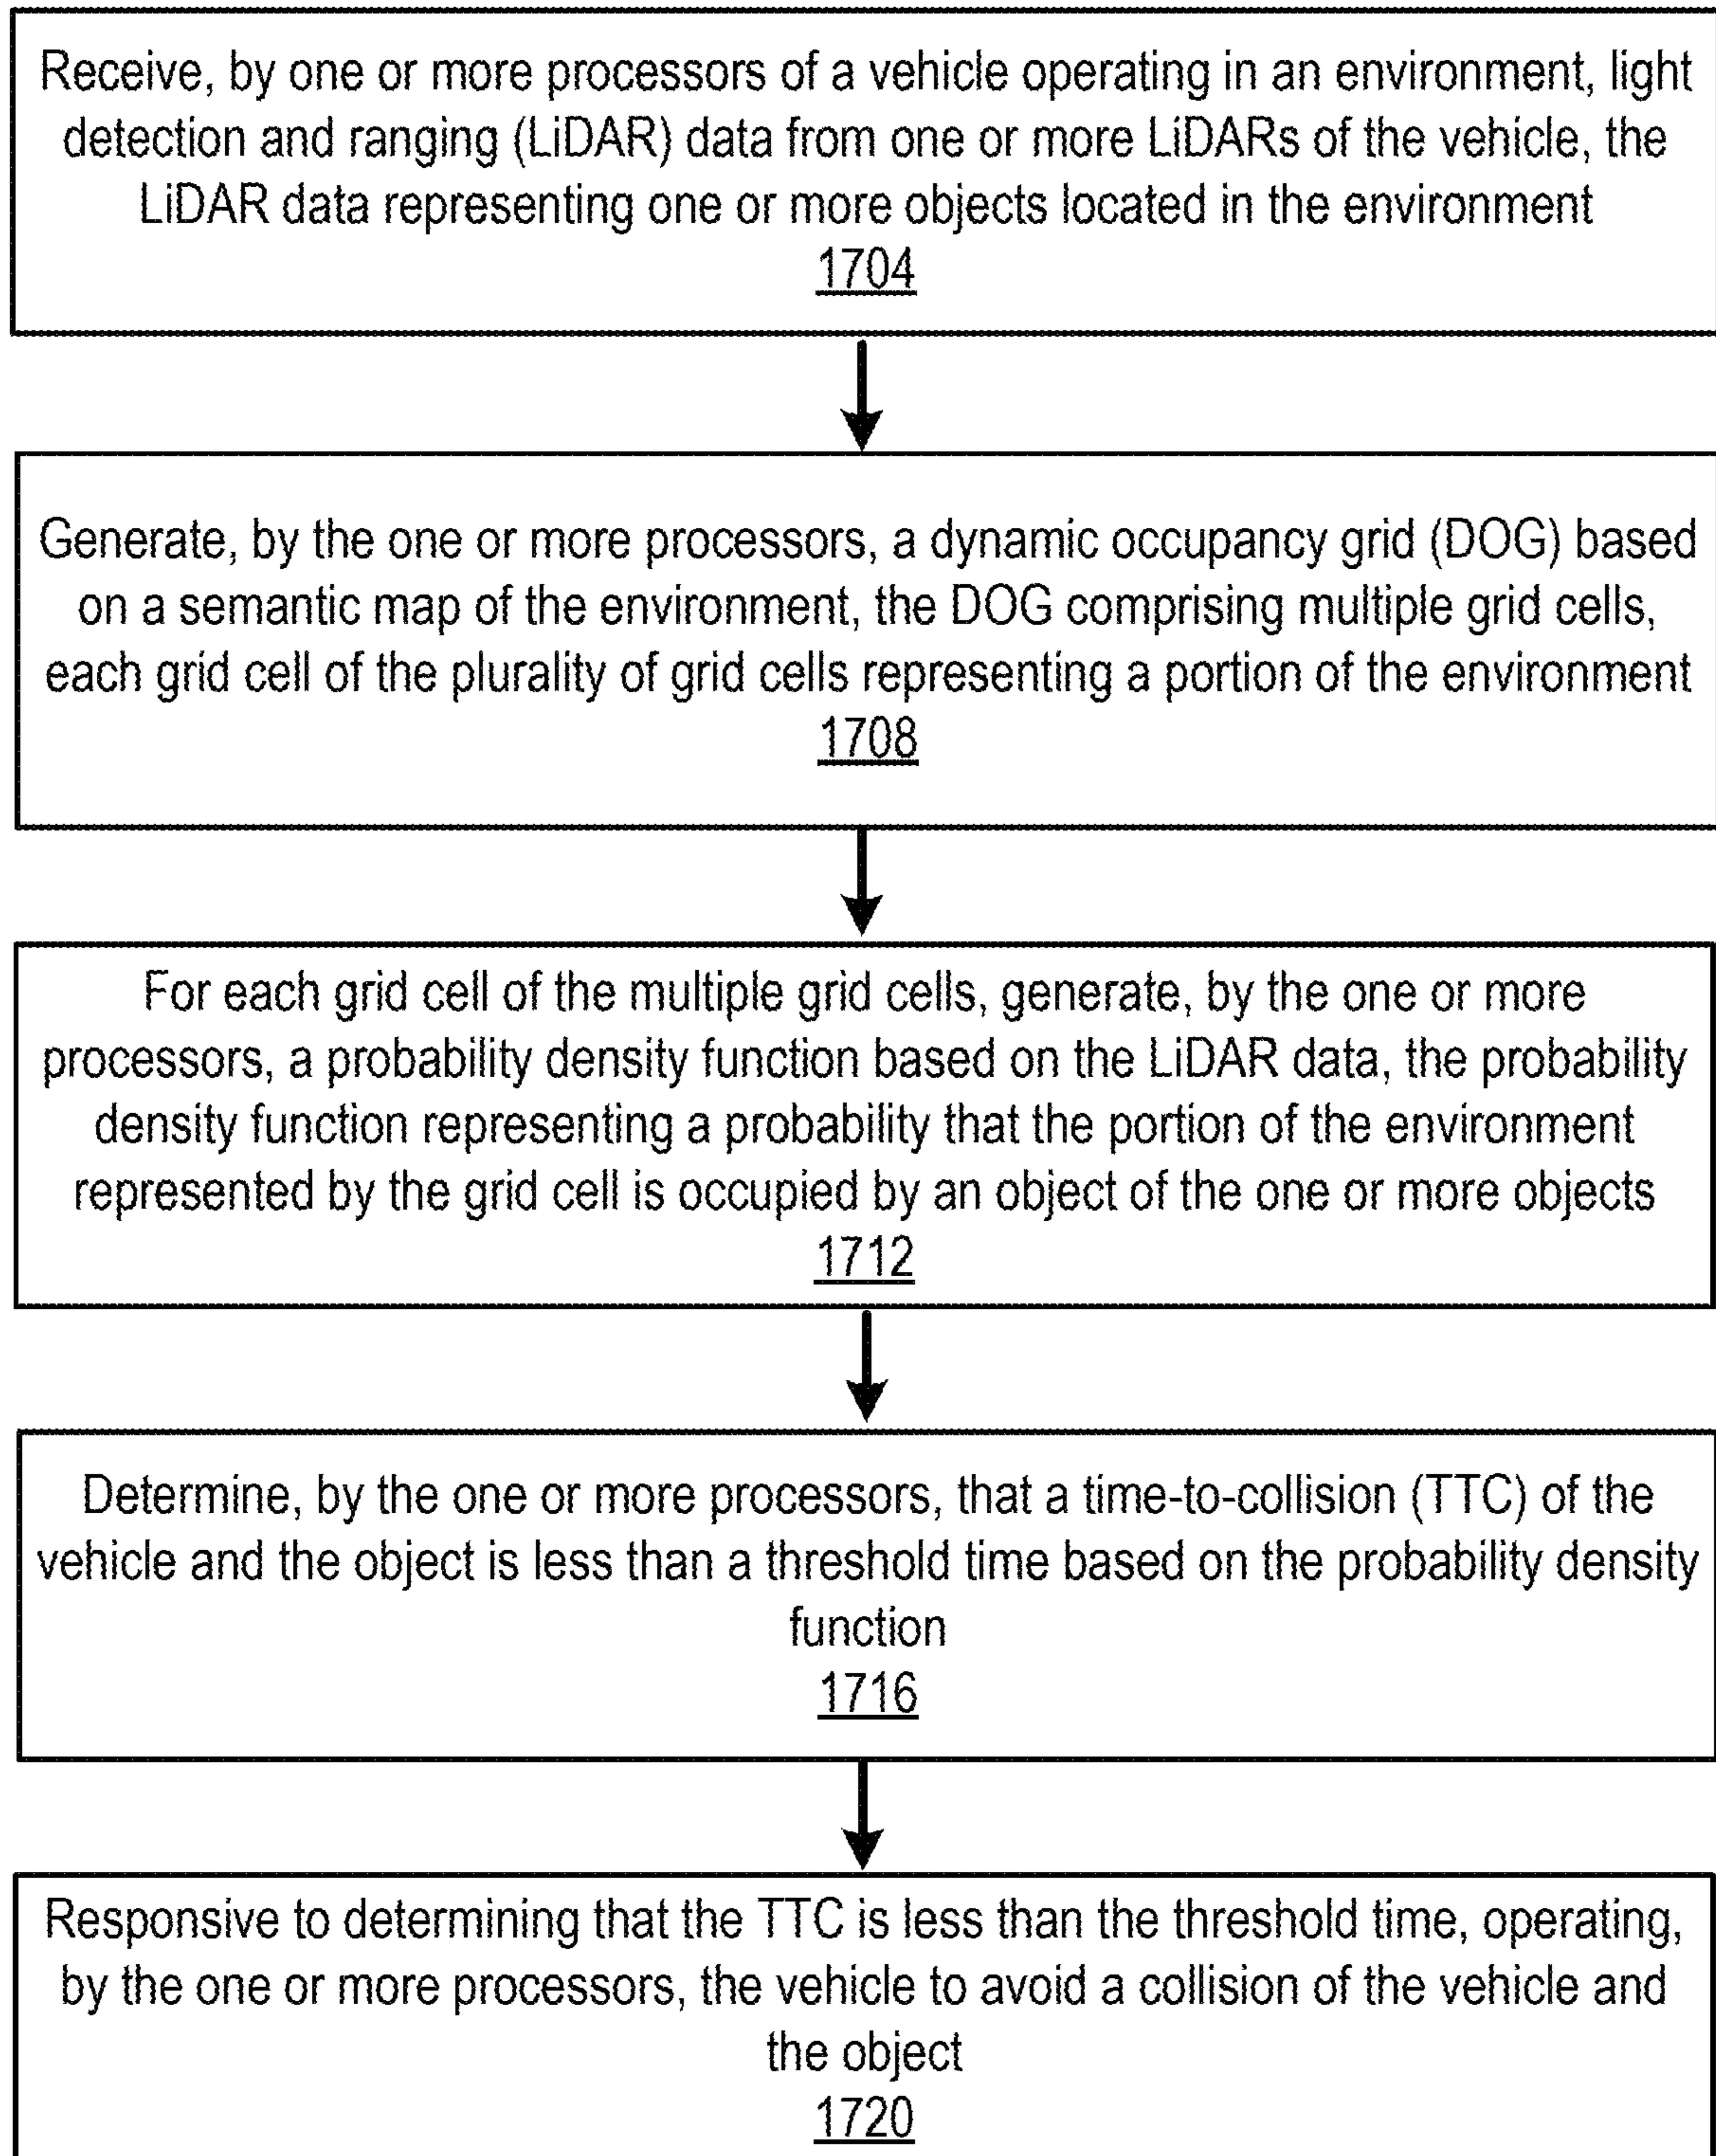 Receive, by one or more processors of a vehicle operating in an environment, light
detection and ranging (LiDAR) data from one or more LiDARs of the vehicle, the
LiDAR data representing one or more objects located in the environment
1704
Generate, by the one or more processors, a dynamic occupancy grid (DOG) based
on a semantic map of the environment, the DOG comprising multiple grid cells,
each grid cell of the plurality of grid cells representing a portion of the environment
1708
For each grid cell of the multiple grid cells, generate, by the one or more
processors, a probability density function based on the LiDAR data, the probability
density function representing a probability that the portion of the environment
represented by the grid cell is occupied by an object of the one or more objects
1712
Determine, by the one or more processors, that a time-to-collision (TTC) of the
vehicle and the object is less than a threshold time based on the probability density
function
1716
Responsive to determining that the TTC is less than the threshold time, operating,
by the one or more processors, the vehicle to avoid a collision of the vehicle and
the object
1720